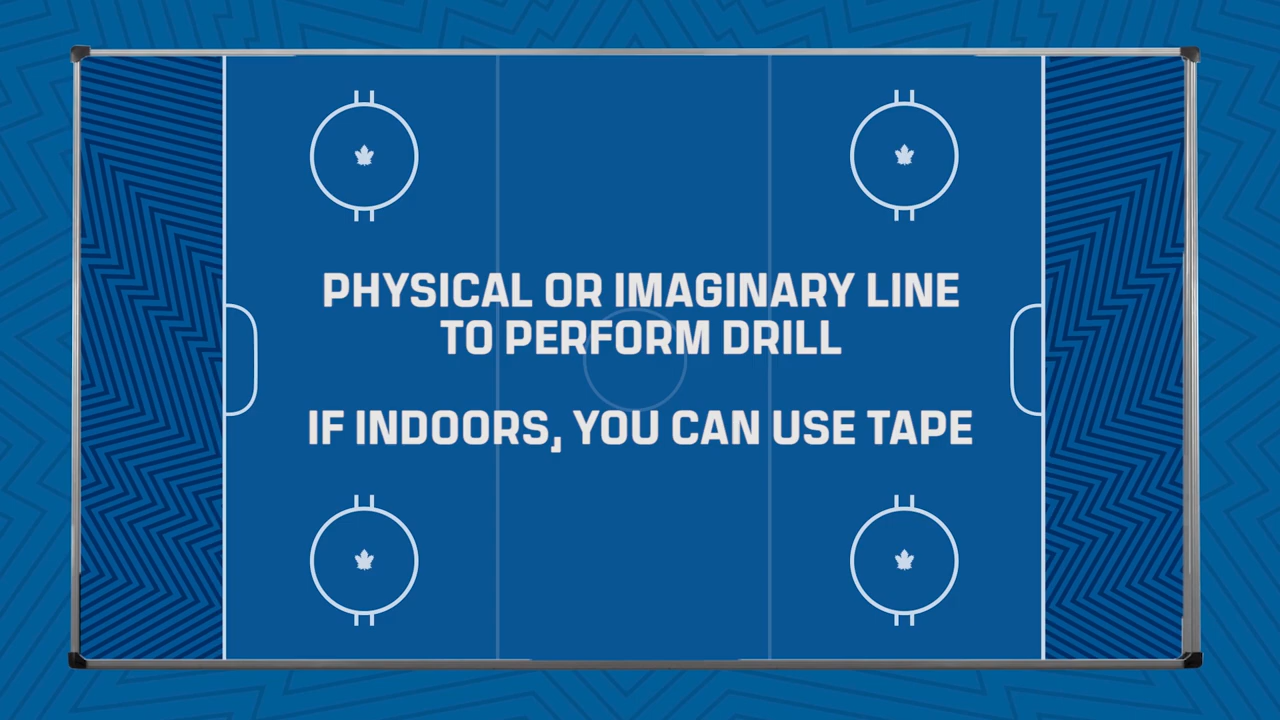 PHYSICAL OR IMAGINARY LINE
TO PERFORM DRILL
IF INDOORS, YOU CAN USE TAPE